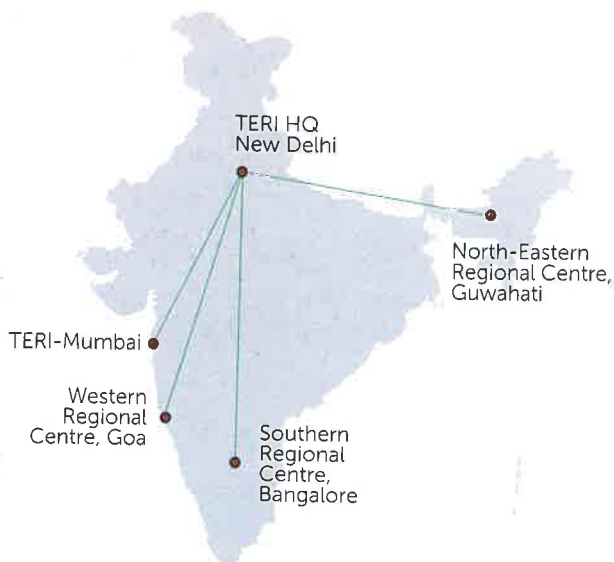 TERI HQ
New Delhi
North-Eastern
Regional Centre,
Guwahati
TERI-Mumbai
Western
Regional
Centre, Goa
Southern
Regional
Centre,
Bangalore